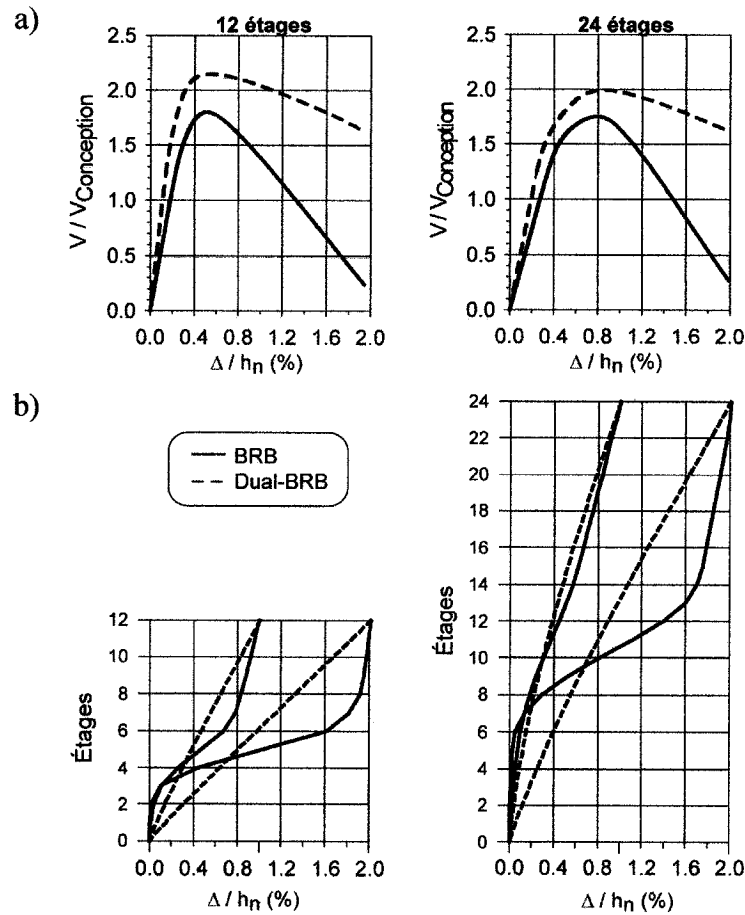 a)
12 étages
24 étages
2.5
2.0
1.5
1.0
0.5
0.0
V / VConception
0.0 0.4 0.8 1.2 1.6 2.0
Δ / hn (%)
2.5
2.0
1.5
1.0
0.5
0.0
V / VConception
0.0 0.4 0.8 1.2 1.6 2.0
Δ / hn (%)
b)
BRB
Dual-BRB
12
10
8
6
4
2
0
Étages
0.0 0.4 0.8 1.2 1.6 2.0
Δ / hn (%)
24
22
20
18
16
14
12
10
8
6
4
2
0
Étages
0.0 0.4 0.8 1.2 1.6 2.0
Δ / hn (%)